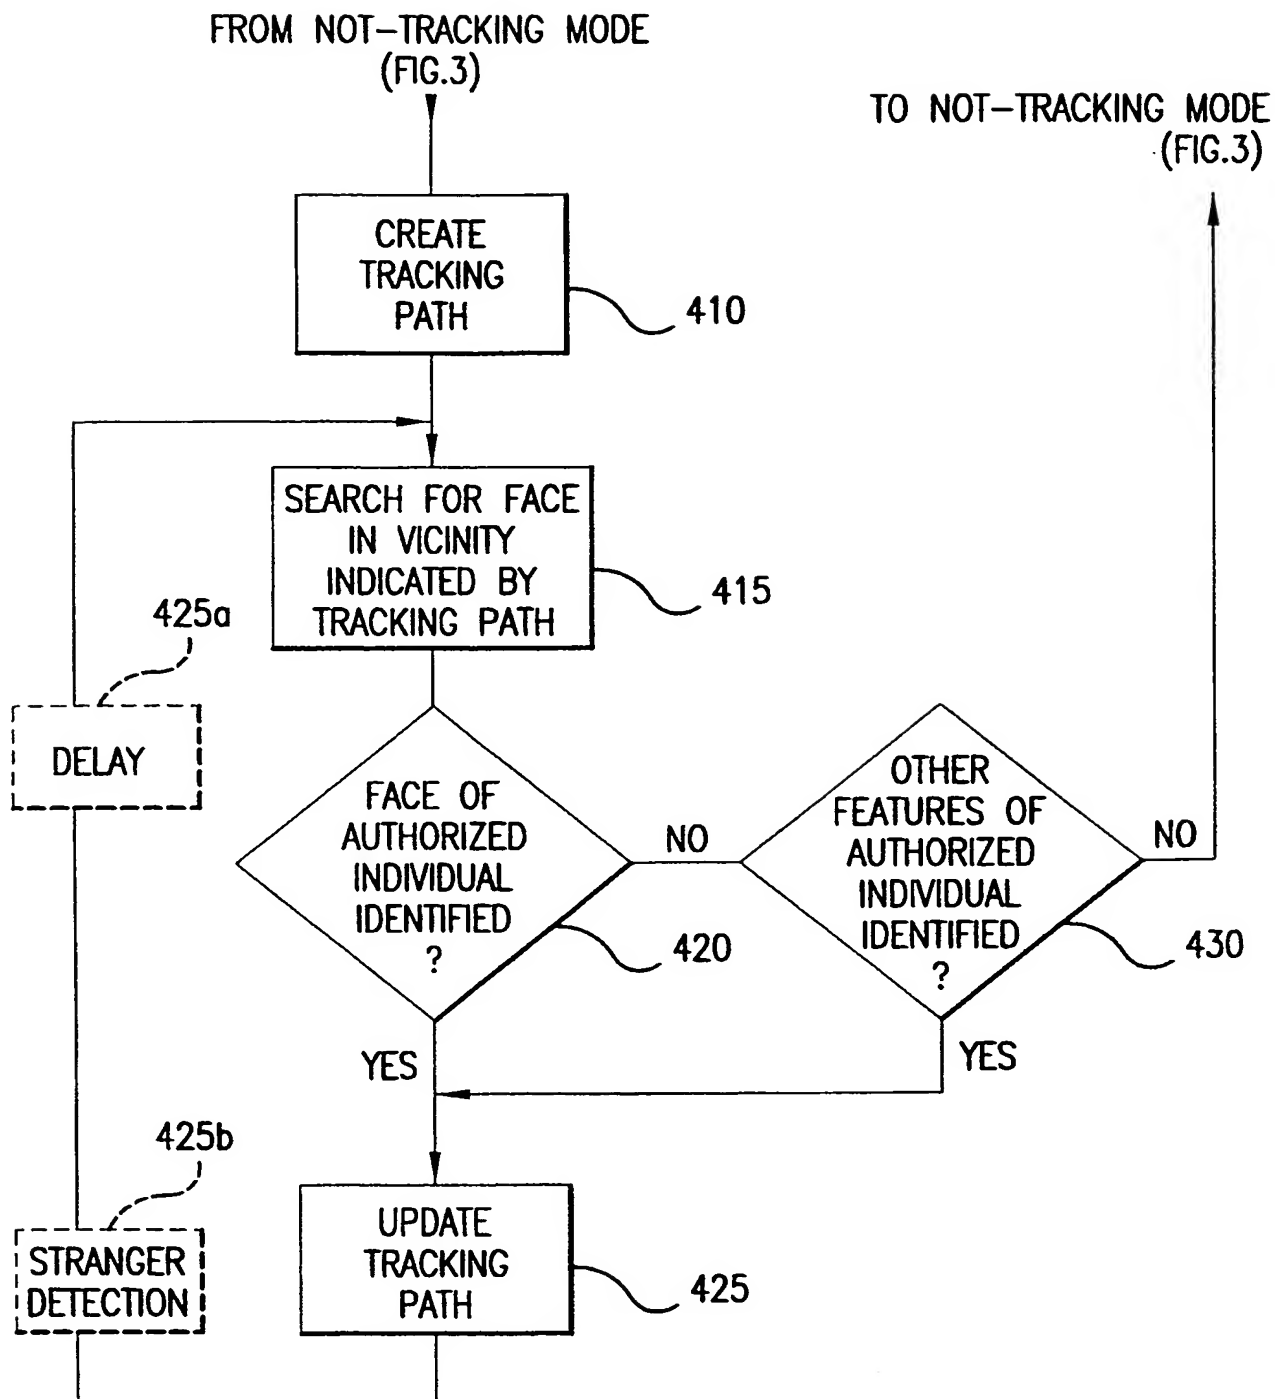 FROM NOT-TRACKING MODE
(FIG.3)
TO NOT-TRACKING MODE
(FIG.3)
CREATE
TRACKING
PATH
410
SEARCH FOR FACE
IN VICINITY
INDICATED BY
TRACKING PATH
415
425a
DELAY
FACE OF
AUTHORIZED
INDIVIDUAL
IDENTIFIED
?
420
NO
OTHER
FEATURES OF
AUTHORIZED
INDIVIDUAL
IDENTIFIED
?
430
NO
YES
YES
425b
STRANGER
DETECTION
UPDATE
TRACKING
PATH
425